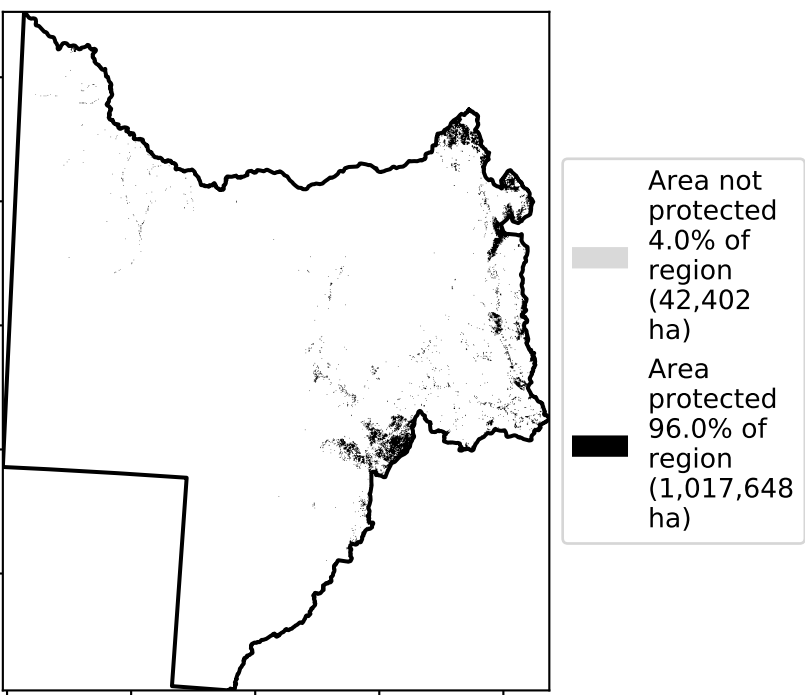 Area not
protected
4.0% of
region
(42,402
ha)
Area
protected
96.0% of
region
(1,017,648
ha)